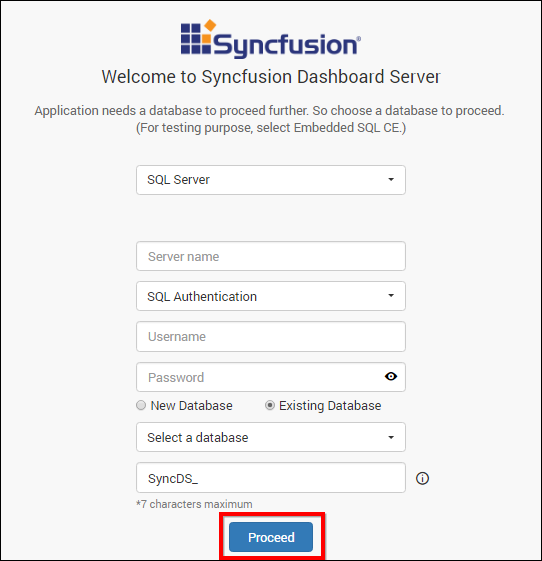 Syncfusion®
Welcome to Syncfusion Dashboard Server
Application needs a database to proceed further. So choose a database to proceed.
(For testing purpose, select Embedded SQL CE.)
SQL Server
Server name
SQL Authentication
Username
Password
New Database Existing Database
Select a database
SyncDS_
*7 characters maximum
Proceed